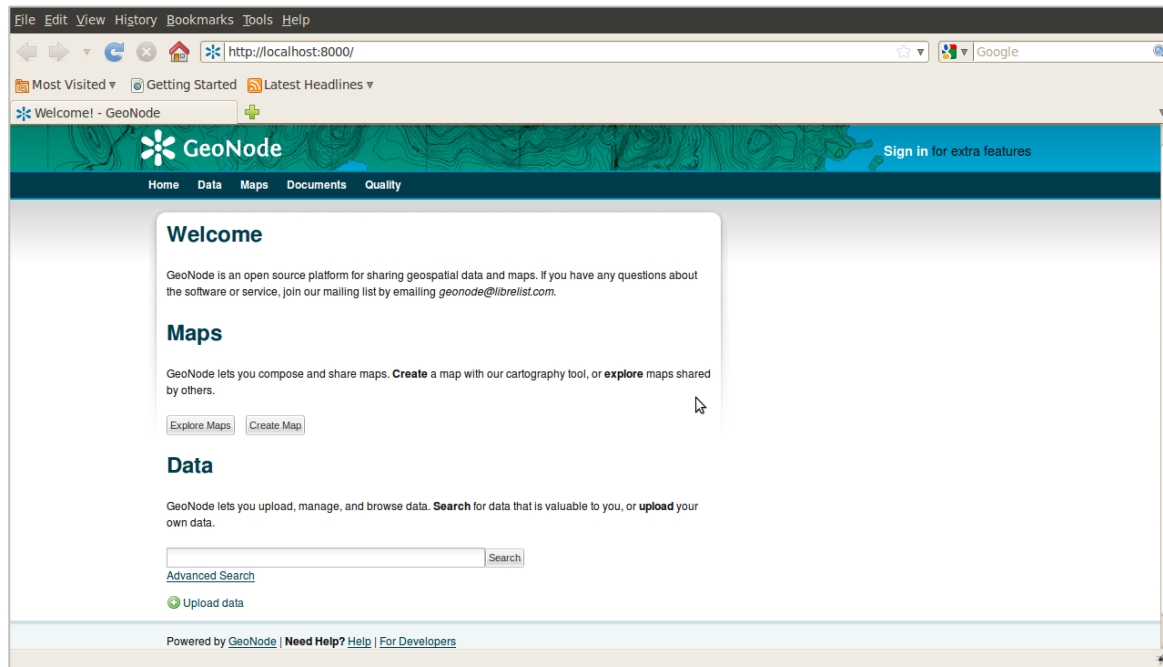 File Edit View History Bookmarks Tools Help
http://localhost:8000/
Google
Most Visited
Getting Started
Latest Headlines
Welcome! - GeoNode
GeoNode
Sign in for extra features
Home Data Maps Documents Quality
Welcome
GeoNode is an open source platform for sharing geospatial data and maps. If you have any questions about
the software or service, join our mailing list by emailing geonode@librelist.com.
Maps
GeoNode lets you compose and share maps. Create a map with our cartography tool, or explore maps shared
by others.
Explore Maps Create Map
Data
GeoNode lets you upload, manage, and browse data. Search for data that is valuable to you, or upload your
own data.
Search
Advanced Search
Upload data
Powered by GeoNode | Need Help? Help | For Developers